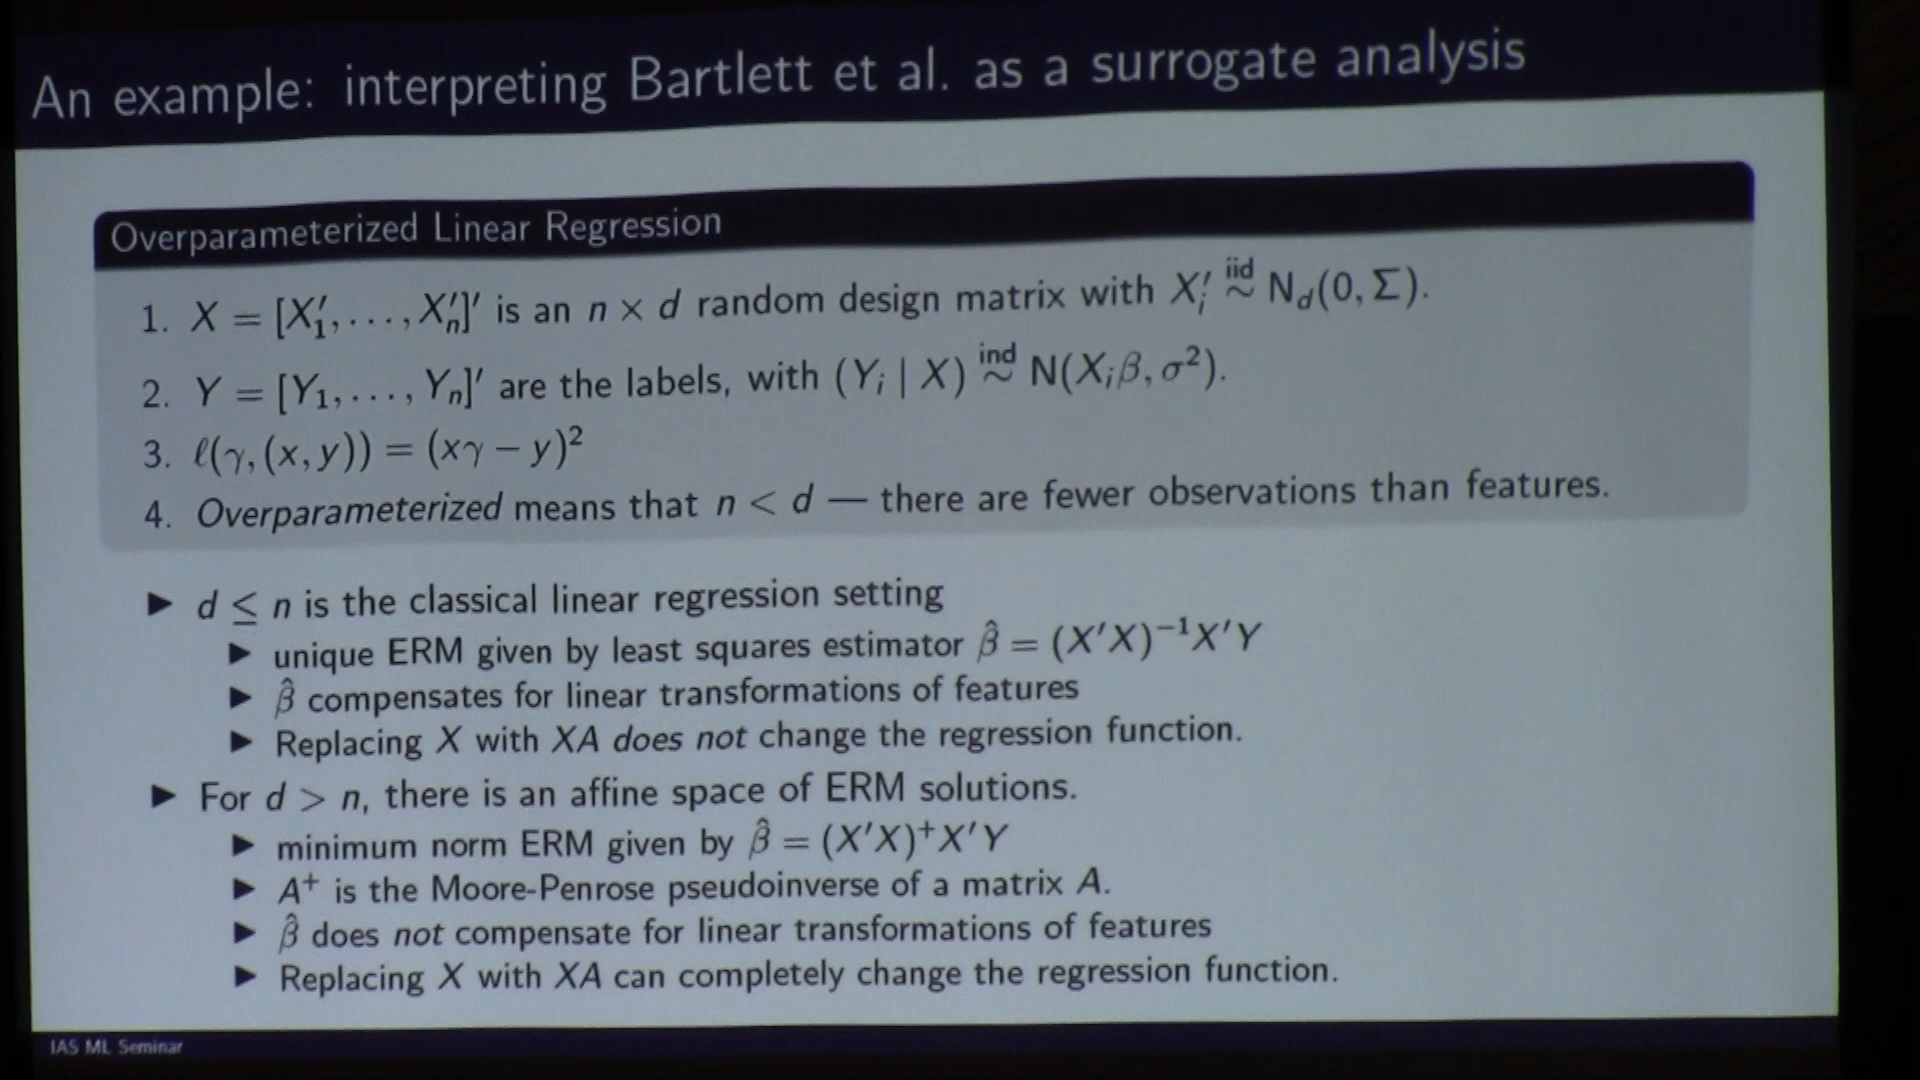 An example: interpreting Bartlett et al. as a surrogate analysis
Overparameterized Linear Regression
1. X = [X′₁, . . . , X′ₙ]′ is an n × d random design matrix with X′ᵢ iid ∼ N_d(0, Σ).
2. Y = [Y₁, . . . , Yₙ]′ are the labels, with (Yᵢ | X) ind ∼ N(Xᵢβ, σ²).
3. ℓ(γ, (x, y)) = (xγ − y)²
4. Overparameterized means that n < d — there are fewer observations than features.
▶ d ≤ n is the classical linear regression setting
▶ unique ERM given by least squares estimator β̂ = (X′X)⁻¹X′Y
▶ β̂ compensates for linear transformations of features
▶ Replacing X with XA does not change the regression function.
▶ For d > n, there is an affine space of ERM solutions.
▶ minimum norm ERM given by β̂ = (X′X)⁺X′Y
▶ A⁺ is the Moore-Penrose pseudoinverse of a matrix A.
▶ β̂ does not compensate for linear transformations of features
▶ Replacing X with XA can completely change the regression function.
IAS ML Seminar